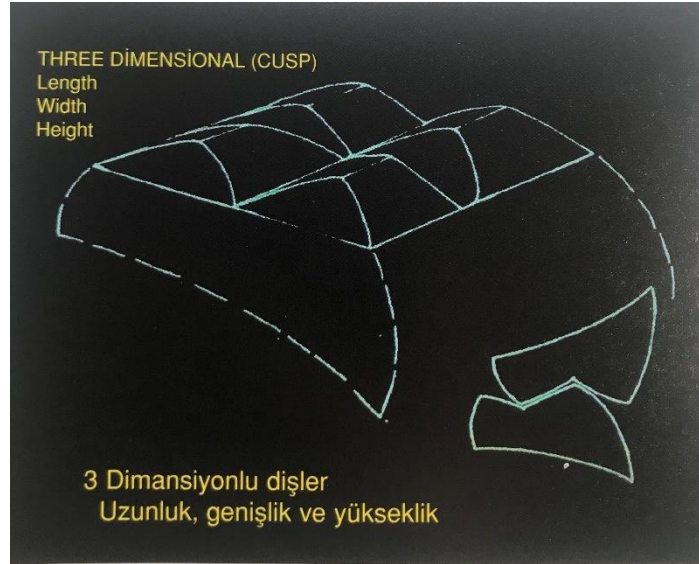 THREE DİMENSİONAL (CUSP)
Length
Width
Height
3 Dimansiyonlu dişler
Uzunluk, genişlik ve yükseklik